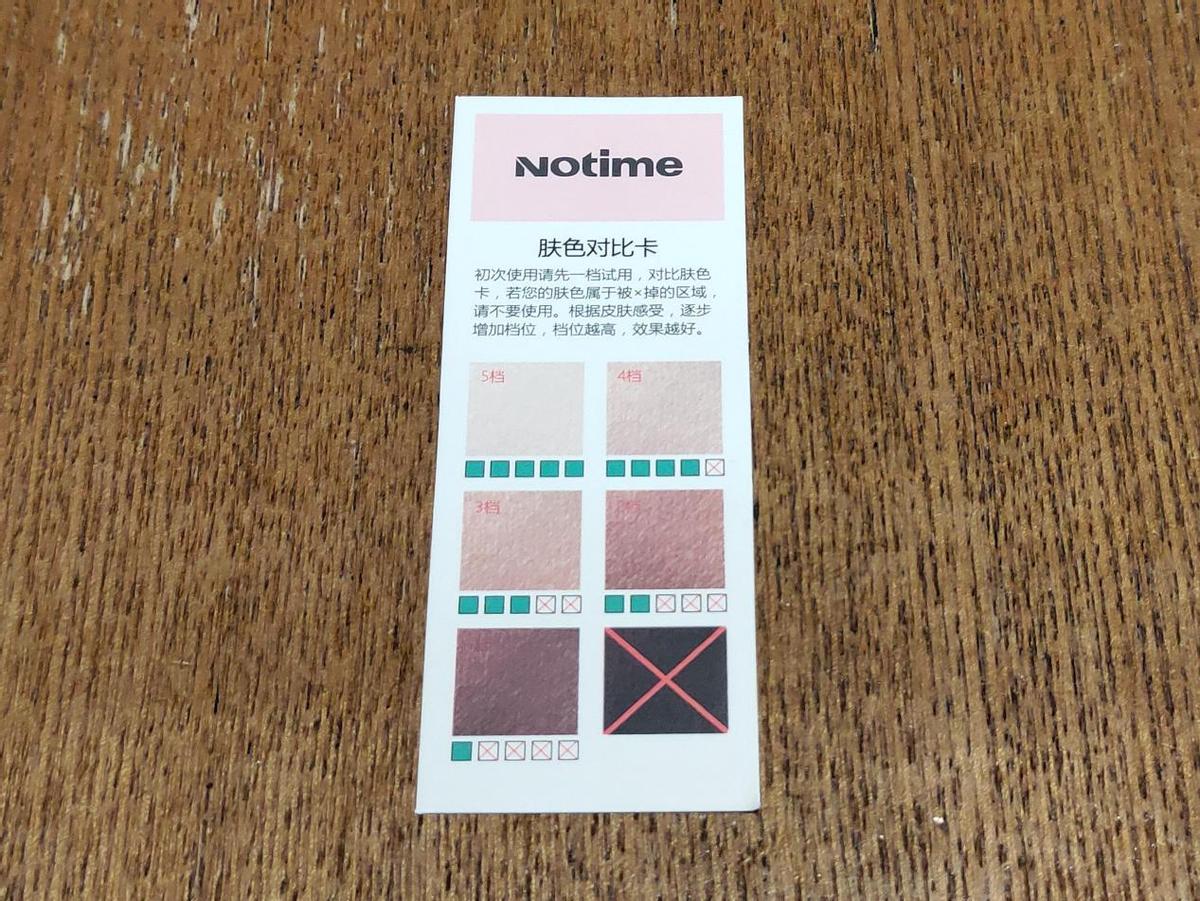 Notime
肤色对比卡
初次使用请先一档试用，对比肤色
卡，若您的肤色属于被×掉的区域，
请不要使用。根据皮肤感受，逐步
增加档位，档位越高，效果越好。
5档
4档
3档
2档